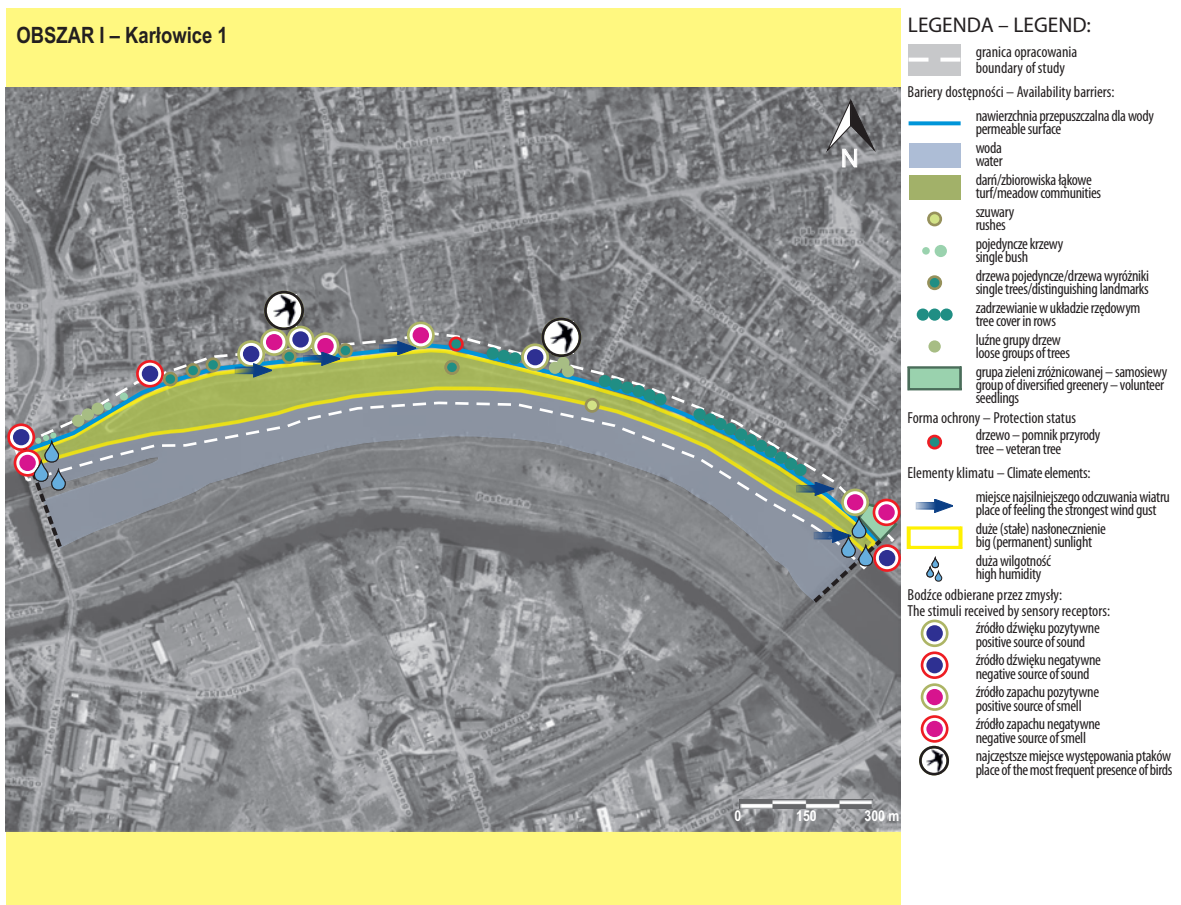 OBSZAR I – Karłowice 1
N
Pasterska
Zakładowa
Trzebnicka
al. Kasprowicza
pl. marsz.
Piłsudskiego
0 150 300 m
LEGENDA – LEGEND:
granica opracowania
boundary of study
Bariery dostępności – Availability barriers:
nawierzchnia przepuszczalna dla wody
permeable surface
woda
water
darń/zbiorowiska łąkowe
turf/meadow communities
szuwary
rushes
pojedyncze krzewy
single bush
drzewa pojedyncze/drzewa wyróżniki
single trees/distinguishing landmarks
zadrzewianie w układzie rzędowym
tree cover in rows
luźne grupy drzew
loose groups of trees
grupa zieleni zróżnicowanej – samosiewy
group of diversified greenery – volunteer
seedlings
Forma ochrony – Protection status
drzewo – pomnik przyrody
tree – veteran tree
Elementy klimatu – Climate elements:
miejsce najsilniejszego odczuwania wiatru
place of feeling the strongest wind gust
duże (stałe) nasłonecznienie
big (permanent) sunlight
duża wilgotność
high humidity
Bodźce odbierane przez zmysły:
The stimuli received by sensory receptors:
źródło dźwięku pozytywne
positive source of sound
źródło dźwięku negatywne
negative source of sound
źródło zapachu pozytywne
positive source of smell
źródło zapachu negatywne
negative source of smell
najczęstsze miejsce występowania ptaków
place of the most frequent presence of birds